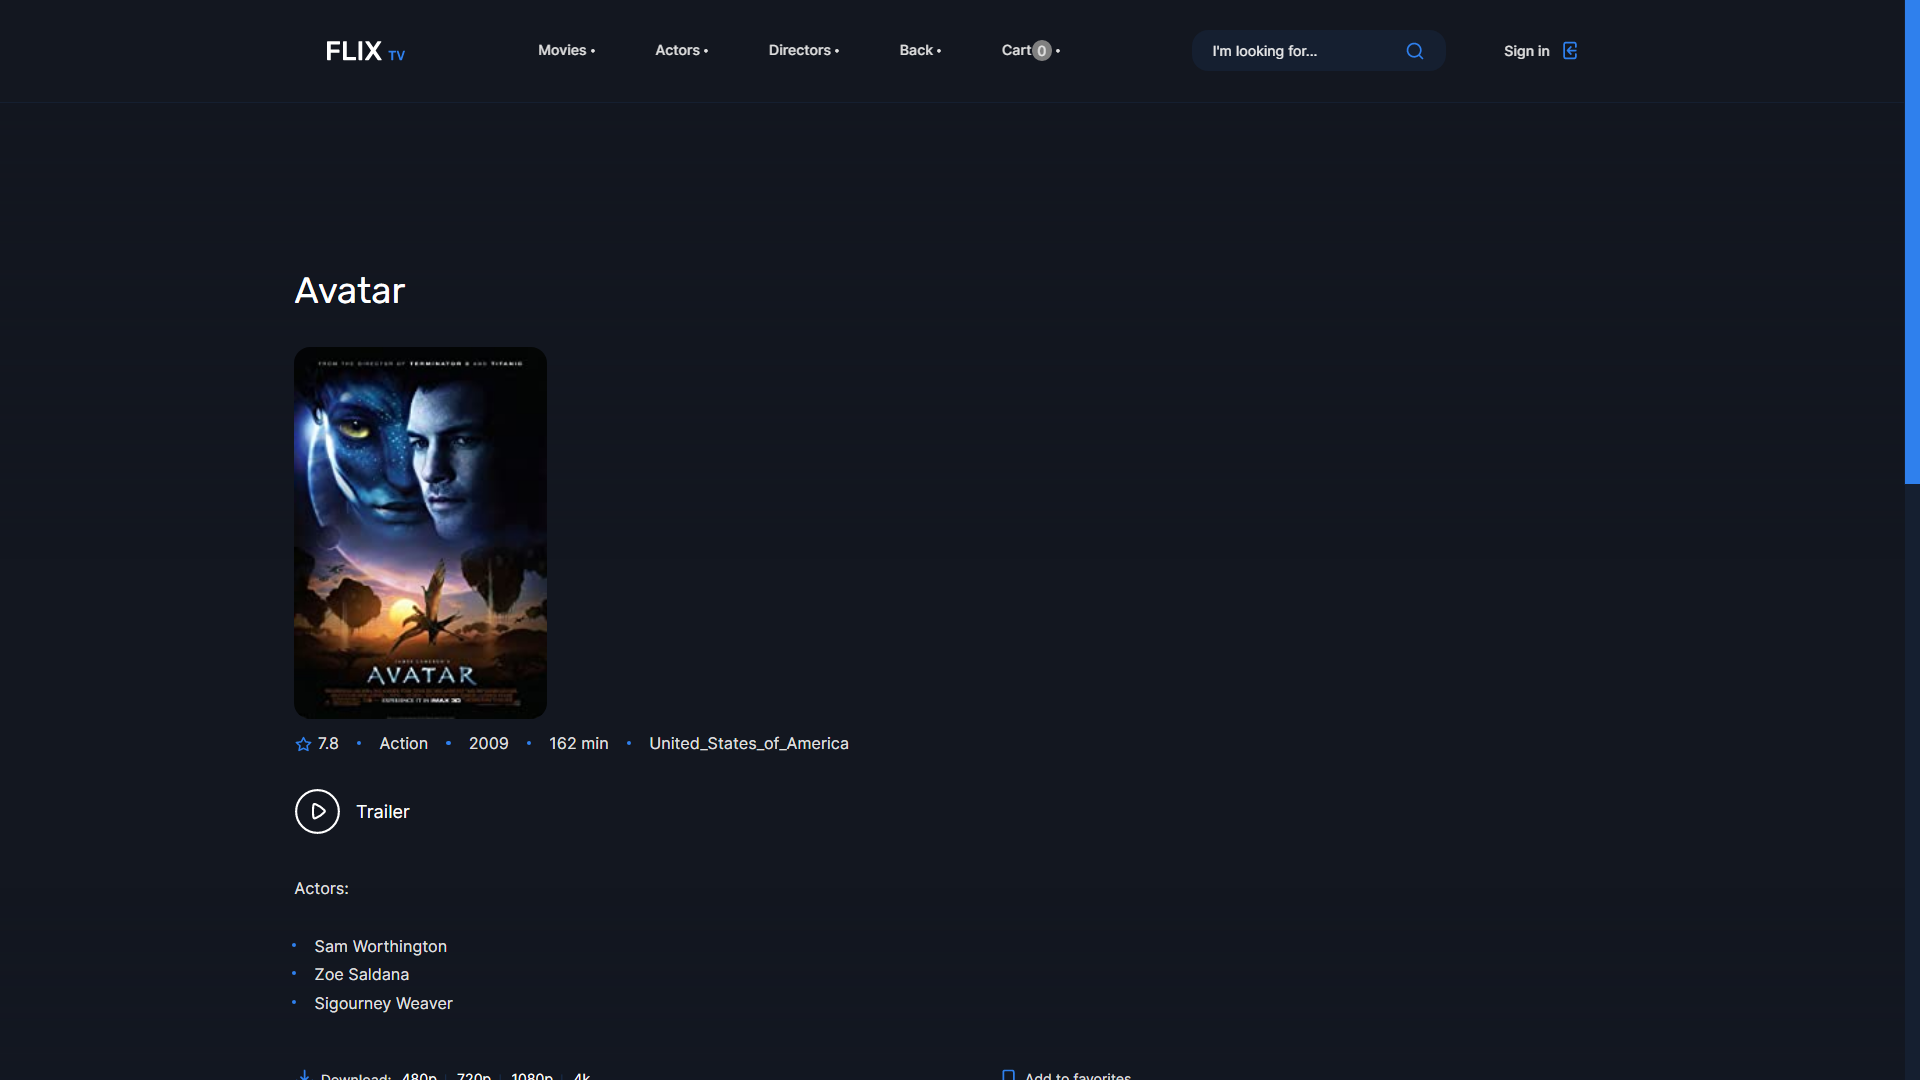 FLIX TV
Movies • Actors • Directors • Back • Cart 0 •
I'm looking for...
Sign in
Avatar
FROM THE DIRECTOR OF TERMINATOR 2 AND TITANIC
JAMES CAMERON'S
AVATAR
EXPERIENCE IT IN IMAX 3D
7.8 • Action • 2009 • 162 min • United_States_of_America
Trailer
Actors:
• Sam Worthington
• Zoe Saldana
• Sigourney Weaver
Download: 480p 720p 1080p 4k
Add to favorites